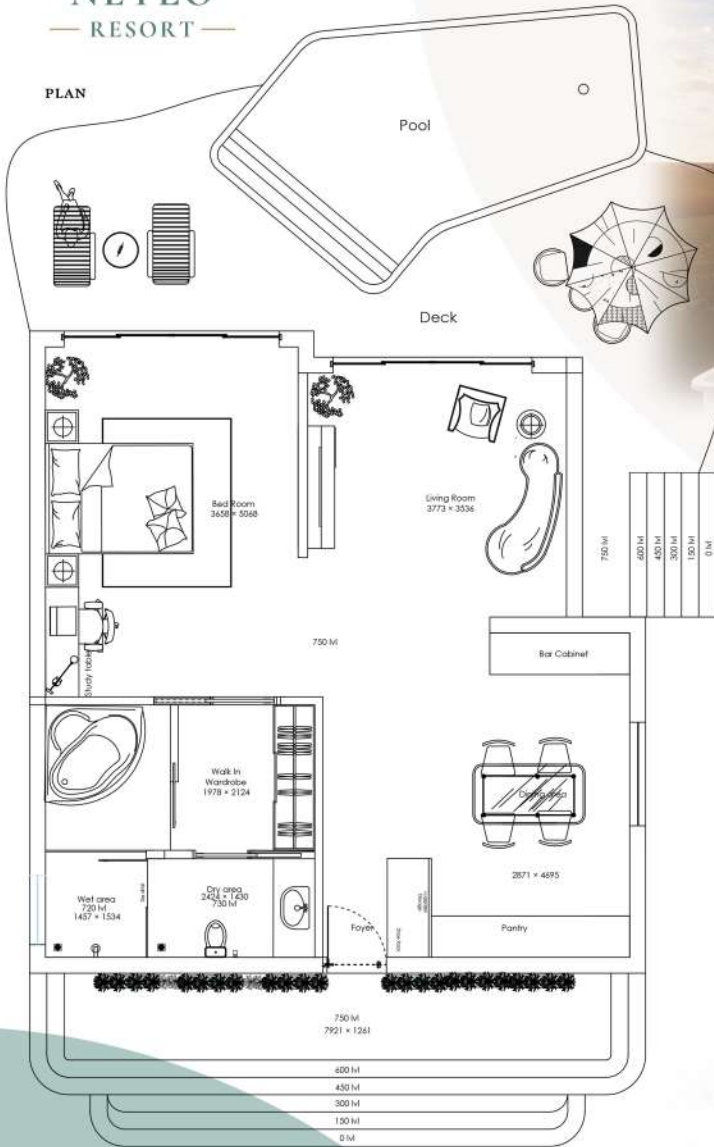 RESORT
PLAN
Pool
Deck
Bed Room
3658 × 5068
Living Room
3773 × 3536
750 lvl
600 lvl
450 lvl
300 lvl
150 lvl
0 lvl
750 lvl
Study table
Bar Cabinet
Walk In
Wardrobe
1978 × 2124
Dining Area
2871 × 4695
Wet area
720 lvl
1457 × 1534
Dry area
2424 × 1430
730 lvl
Foyer
Pantry
750 lvl
7921 × 1261
600 lvl
450 lvl
300 lvl
150 lvl
0 lvl